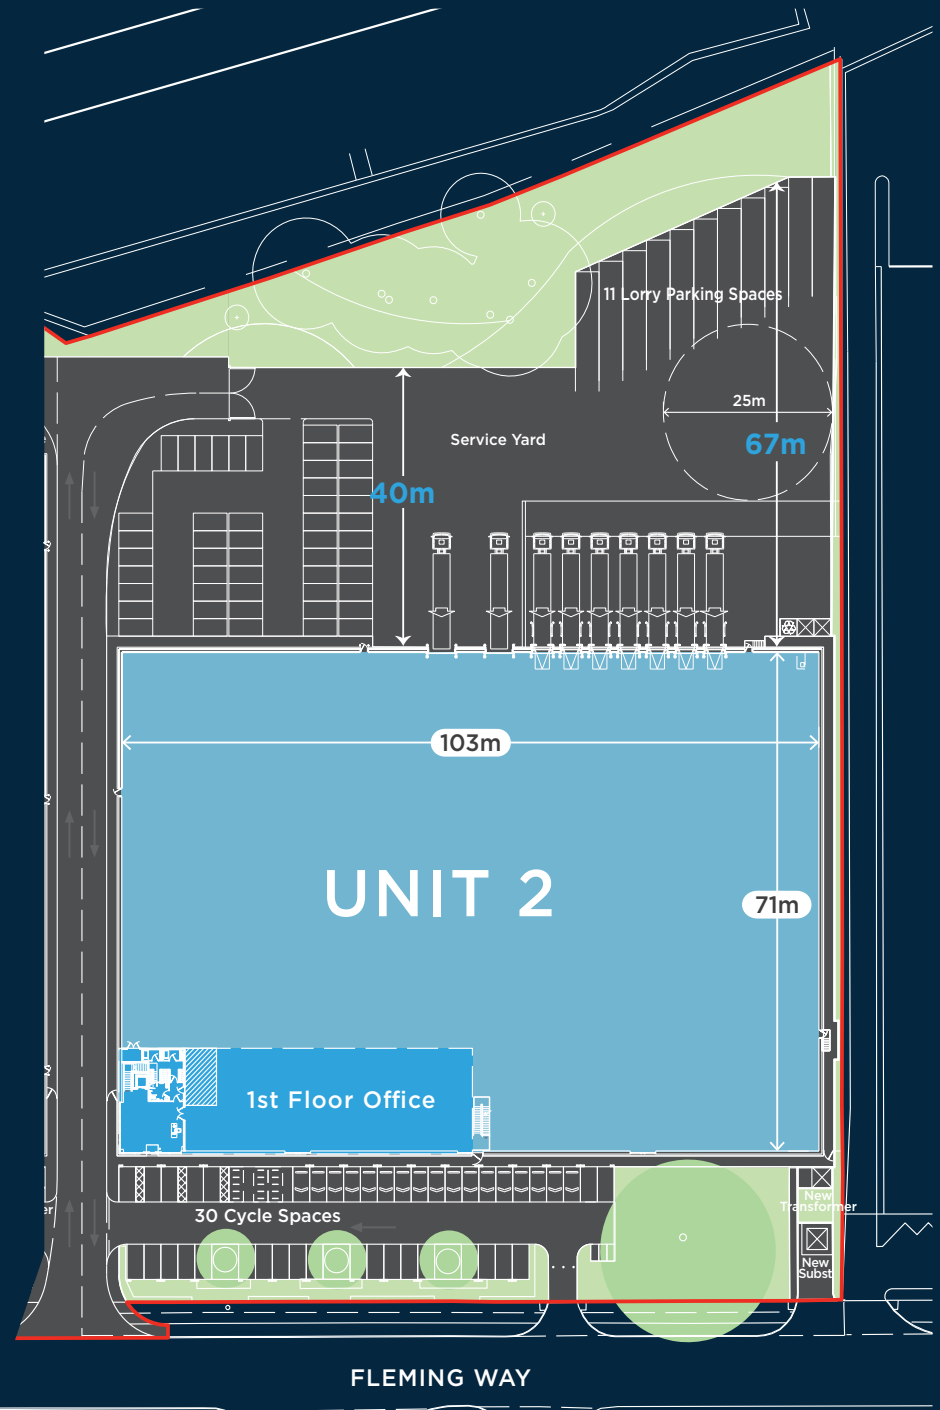 11 Lorry Parking Spaces
25m
Service Yard
67m
40m
103m
UNIT 2
71m
1st Floor Office
New
Transformer
30 Cycle Spaces
New
Subst
FLEMING WAY